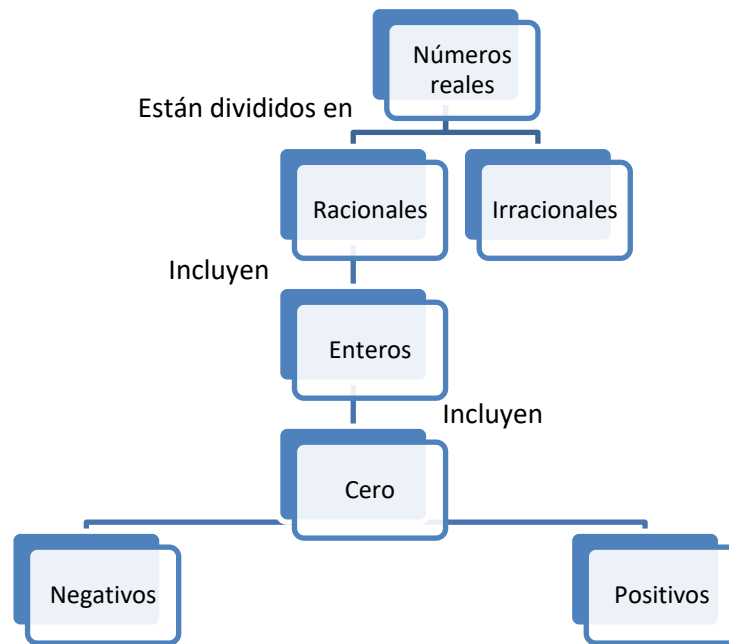 Números
reales
Están divididos en
Racionales
Irracionales
Incluyen
Enteros
Incluyen
Cero
Negativos
Positivos